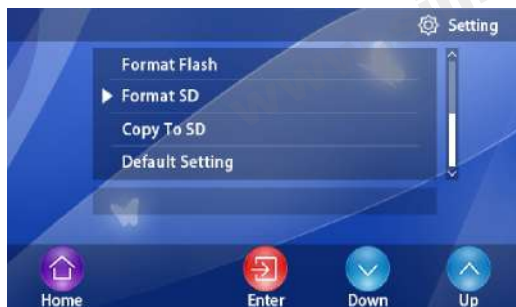 Setting
Format Flash
Format SD
Copy To SD
Default Setting
Home Enter Down Up